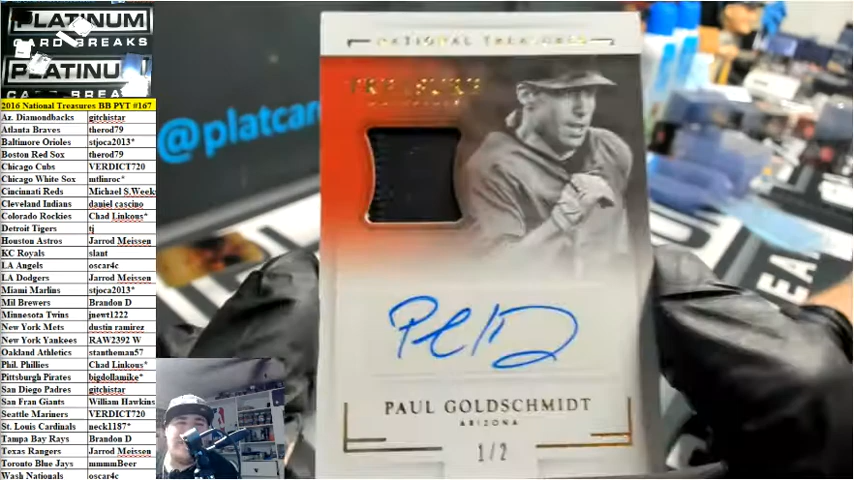 PLATINUM
CARD BREAKS
PLATINU
CARD BREA
2016 National Treasures BB PYT #167
Az. Diamondbacks gitchistar
Atlanta Braves therod79
Baltimore Orioles stjoca2013*
Boston Red Sox therod79
Chicago Cubs VERDICT720
Chicago White Sox mtlinroc*
Cincinnati Reds Michael S.Week
Cleveland Indians daniel cascino
Colorado Rockies Chad Linkous*
Detroit Tigers tj
Houston Astros Jarrod Meissen
KC Royals slant
LA Angels oscar4c
LA Dodgers Jarrod Meissen
Miami Marlins stjoca2013*
Mil Brewers Brandon D
Minnesota Twins jnewt1222
New York Mets dustin ramirez
New York Yankees RAW2392 W
Oakland Athletics stantheman57
Phil. Phillies Chad Linkous*
Pittsburgh Pirates bigdollamike*
San Diego Padres gitchistar
San Fran Giants William Hawkins
Seattle Mariners VERDICT720
St. Louis Cardinals neck1187*
Tampa Bay Rays Brandon D
Texas Rangers Jarrod Meissen
Toronto Blue Jays mmmmBeer
Wash Nationals oscar4c
@platcar
NATIONAL TREASURES
TREASURE
MATERIALS
PAUL GOLDSCHMIDT
ARIZONA
1/2